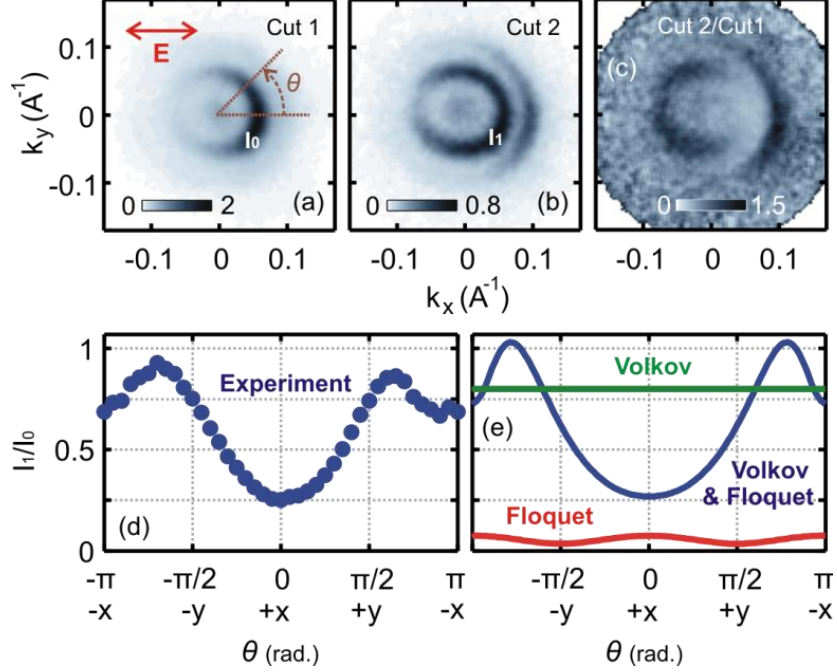 Cut 1
Cut 2
Cut 2/Cut1
E
θ
(c)
I₀
I₁
0.1
0
-0.1
k_y (A⁻¹)
0 2
(a)
0 0.8
(b)
0 1.5
-0.1 0 0.1
-0.1 0 0.1
-0.1 0 0.1
k_x (A⁻¹)
1
0.5
0
I₁/I₀
Experiment
(d)
Volkov
(e)
Volkov
& Floquet
Floquet
-π -π/2 0 π/2 π
-x -y +x +y -x
θ (rad.)
-π/2 0 π/2 π
-y +x +y -x
θ (rad.)